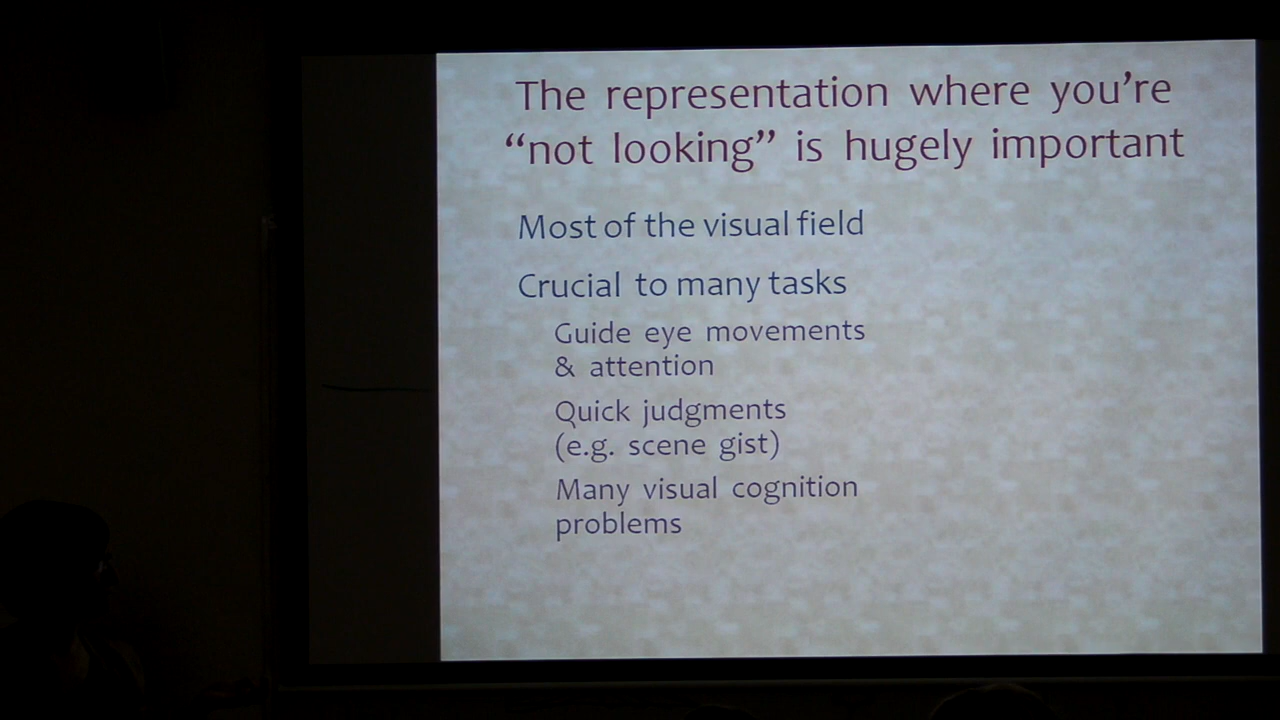 The representation where you’re
“not looking” is hugely important
Most of the visual field
Crucial to many tasks
Guide eye movements
& attention
Quick judgments
(e.g. scene gist)
Many visual cognition
problems